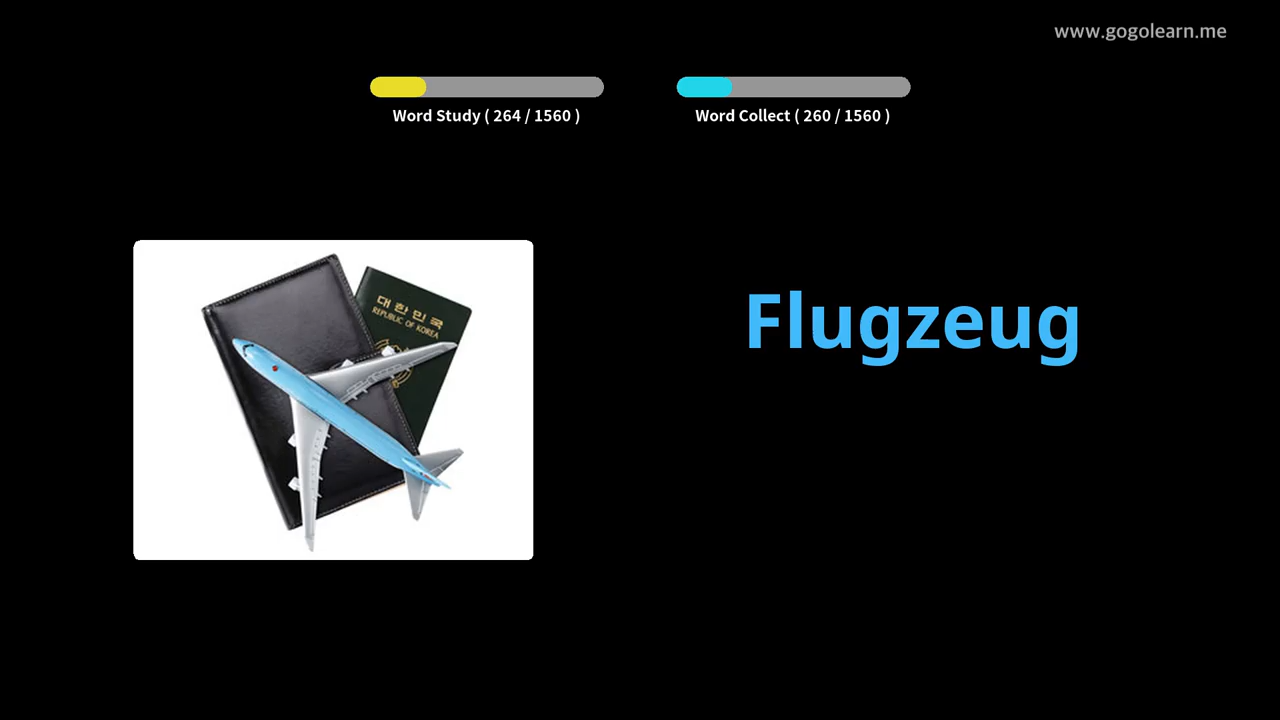 www.gogolearn.me
Word Study ( 264 / 1560 )
Word Collect ( 260 / 1560 )
대한민국
REPUBLIC OF KOREA
Flugzeug